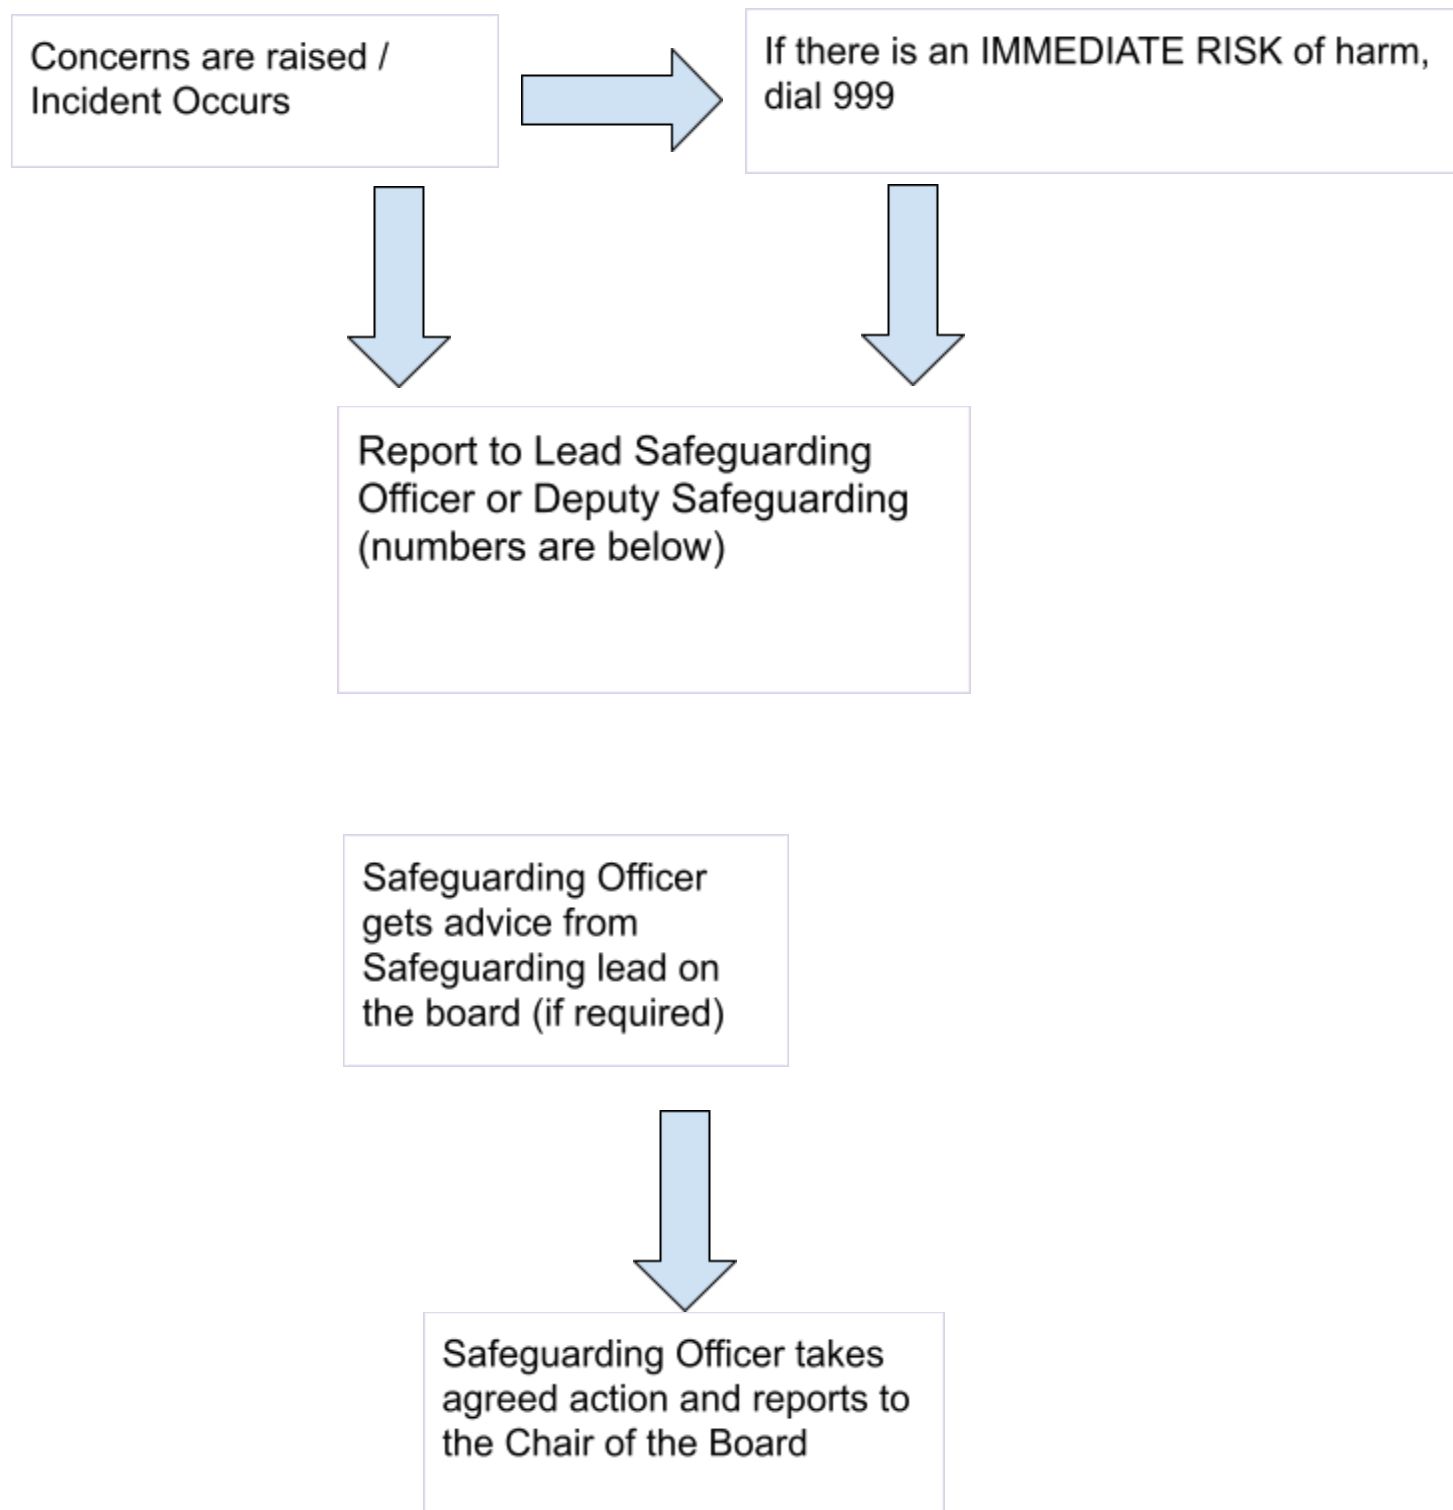 Concerns are raised /
Incident Occurs
If there is an IMMEDIATE RISK of harm,
dial 999
Report to Lead Safeguarding
Officer or Deputy Safeguarding
(numbers are below)
Safeguarding Officer
gets advice from
Safeguarding lead on
the board (if required)
Safeguarding Officer takes
agreed action and reports to
the Chair of the Board